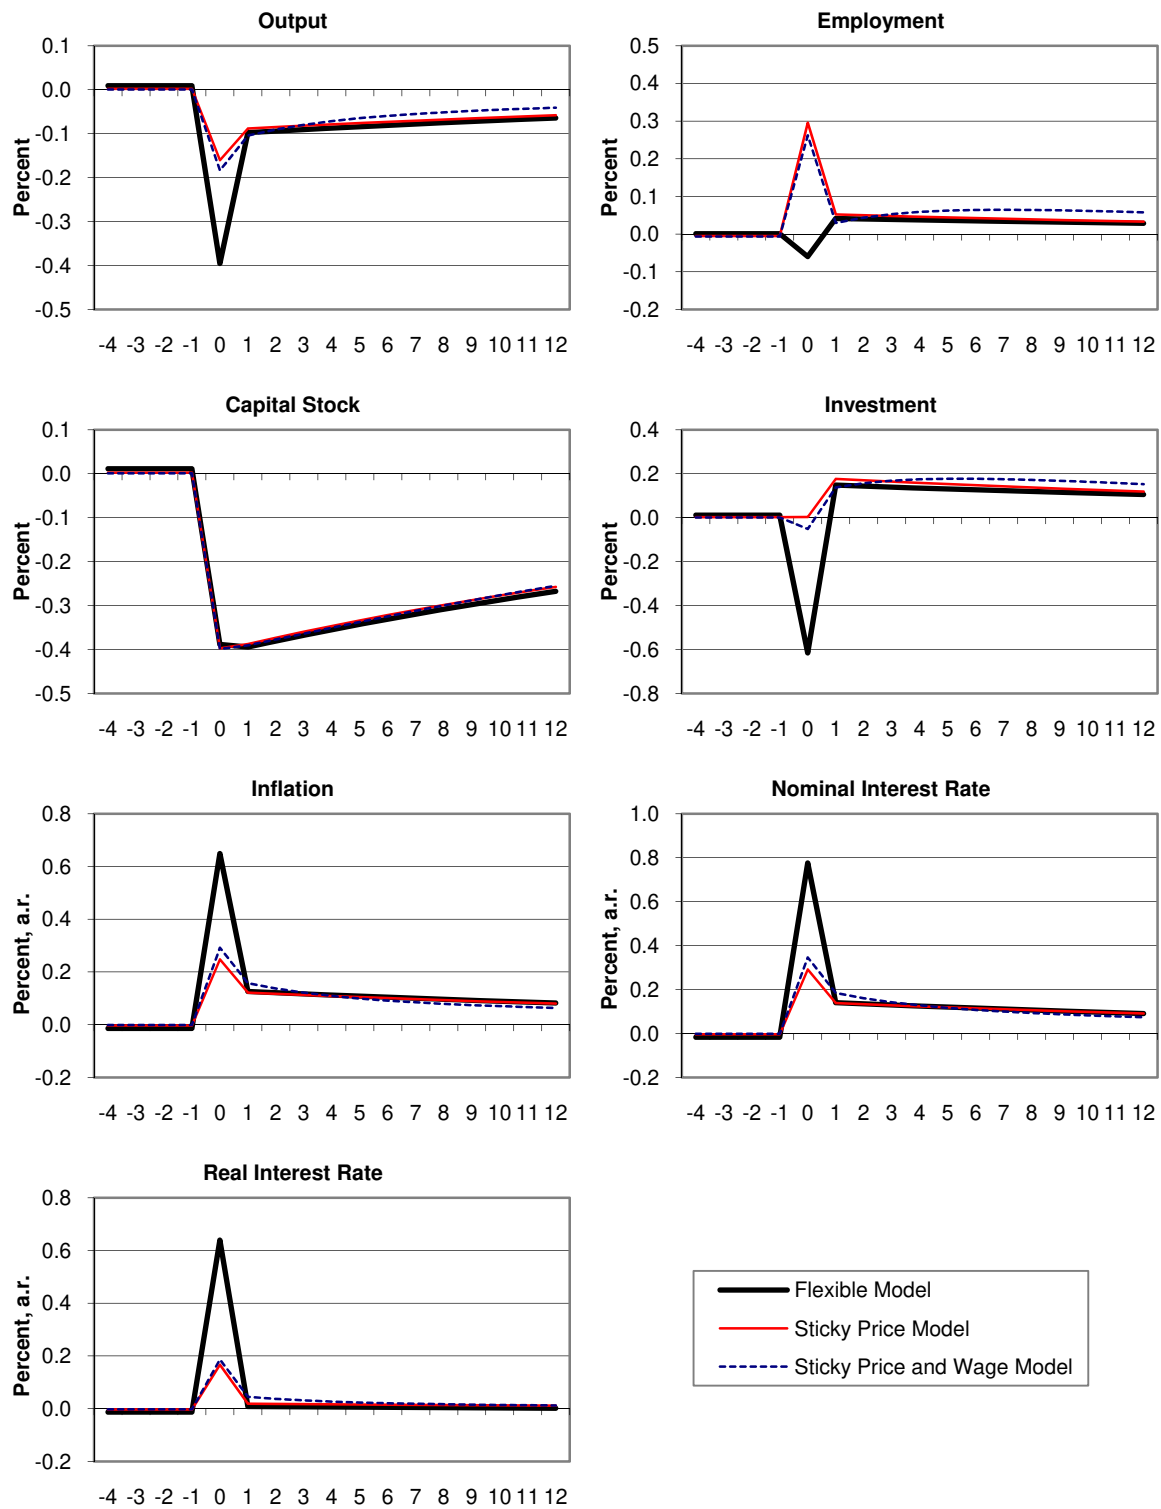 Output
0.1
0.0
-0.1
-0.2
-0.3
-0.4
-0.5
Percent
-4 -3 -2 -1 0 1 2 3 4 5 6 7 8 9 10 11 12
Employment
0.5
0.4
0.3
0.2
0.1
0.0
-0.1
-0.2
Percent
-4 -3 -2 -1 0 1 2 3 4 5 6 7 8 9 10 11 12
Capital Stock
0.1
0.0
-0.1
-0.2
-0.3
-0.4
-0.5
Percent
-4 -3 -2 -1 0 1 2 3 4 5 6 7 8 9 10 11 12
Investment
0.4
0.2
0.0
-0.2
-0.4
-0.6
-0.8
Percent
-4 -3 -2 -1 0 1 2 3 4 5 6 7 8 9 10 11 12
Inflation
0.8
0.6
0.4
0.2
0.0
-0.2
Percent, a.r.
-4 -3 -2 -1 0 1 2 3 4 5 6 7 8 9 10 11 12
Nominal Interest Rate
1.0
0.8
0.6
0.4
0.2
0.0
-0.2
Percent, a.r.
-4 -3 -2 -1 0 1 2 3 4 5 6 7 8 9 10 11 12
Real Interest Rate
0.8
0.6
0.4
0.2
0.0
-0.2
Percent, a.r.
-4 -3 -2 -1 0 1 2 3 4 5 6 7 8 9 10 11 12
Flexible Model
Sticky Price Model
Sticky Price and Wage Model